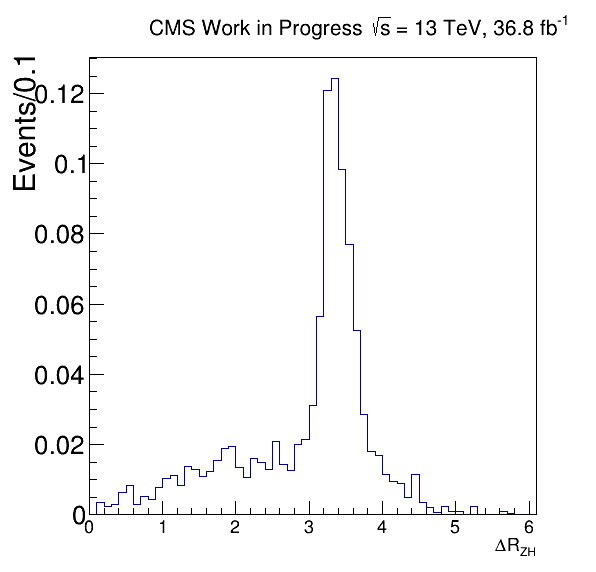 CMS Work in Progress √s = 13 TeV, 36.8 fb⁻¹
Events/0.1
0.12
0.1
0.08
0.06
0.04
0.02
0
0 1 2 3 4 5 6
ΔR_ZH